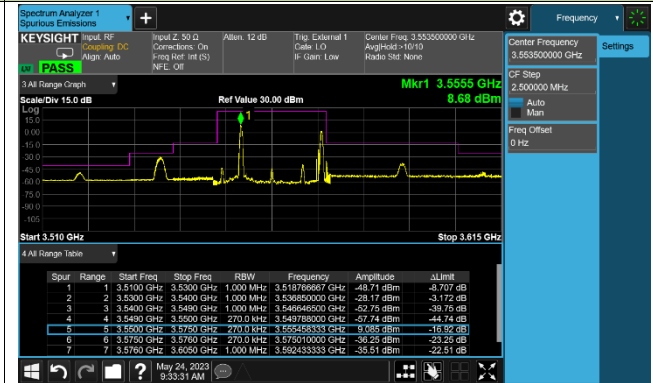 Spectrum Analyzer 1
Spurious Emissions
+
Frequency
KEYSIGHT Input: RF
Coupling: DC
Align: Auto
Input Z: 50 Ω
Corrections: On
Freq Ref: Int (S)
NFE: Off
Atten: 12 dB
Trig: External 1
Gate: LO
IF Gain: Low
Center Freq: 3.553500000 GHz
Avg|Hold:>10/10
Radio Std: None
LU PASS
3 All Range Graph
Mkr1 3.5555 GHz
8.68 dBm
Scale/Div 15.0 dB
Ref Value 30.00 dBm
Log
15.0
0.00
-15.0
-30.0
-45.0
-60.0
-75.0
-90.0
-105
1
Start 3.510 GHz
Stop 3.615 GHz
4 All Range Table
Spur Range Start Freq Stop Freq RBW Frequency Amplitude ΔLimit
1 1 3.5100 GHz 3.5300 GHz 1.000 MHz 3.518766667 GHz -48.71 dBm -8.707 dB
2 2 3.5300 GHz 3.5400 GHz 1.000 MHz 3.536850000 GHz -28.17 dBm -3.172 dB
3 3 3.5400 GHz 3.5490 GHz 1.000 MHz 3.546646500 GHz -52.75 dBm -39.75 dB
4 4 3.5490 GHz 3.5500 GHz 270.0 kHz 3.549788000 GHz -57.74 dBm -44.74 dB
5 5 3.5500 GHz 3.5750 GHz 270.0 kHz 3.555458333 GHz 9.085 dBm -16.92 dB
6 6 3.5750 GHz 3.5760 GHz 270.0 kHz 3.575010000 GHz -36.25 dBm -23.25 dB
7 7 3.5760 GHz 3.6050 GHz 1.000 MHz 3.592433333 GHz -35.51 dBm -22.51 dB
?
May 24, 2023
9:33:31 AM
Center Frequency
3.553500000 GHz
Settings
CF Step
2.500000 MHz
Auto
Man
Freq Offset
0 Hz